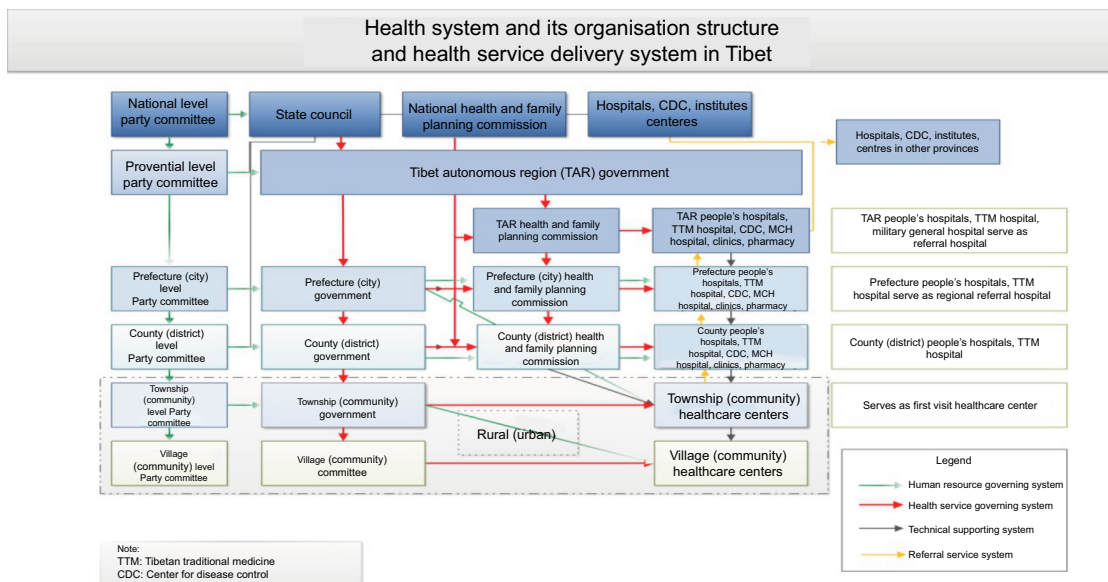 Health system and its organisation structure
and health service delivery system in Tibet
National level
party committee
State council
National health and family
planning commission
Hospitals, CDC, institutes
centeres
Hospitals, CDC, institutes,
centres in other provinces
Provential level
party committee
Tibet autonomous region (TAR) government
TAR health and family
planning commission
TAR people's hospitals,
TTM hospital, CDC, MCH
hospital, clinics, pharmacy
TAR people's hospitals, TTM hospital,
military general hospital serve as
referral hospital
Prefecture (city)
level
Party committee
Prefecture (city)
government
Prefecture (city) health
and family planning
commission
Prefecture people's
hospitals, TTM
hospital, CDC, MCH
hospital, clinics, pharmacy
Prefecture people's hospitals, TTM
hospital serve as regional referral hospital
County (district)
level
Party committee
County (district)
government
County (district) health
and family planning
commission
County people's
hospitals, TTM
hospital, CDC, MCH
hospital, clinics, pharmacy
County (district) people's hospitals, TTM
hospital
Township
(community)
level Party
committee
Township (community)
government
Township (community)
healthcare centers
Serves as first visit healthcare center
Rural (urban)
Village
(community) level
Party committee
Village (community)
committee
Village (community)
healthcare centers
Legend
Human resource governing system
Health service governing system
Technical supporting system
Referral service system
Note:
TTM: Tibetan traditional medicine
CDC: Center for disease control